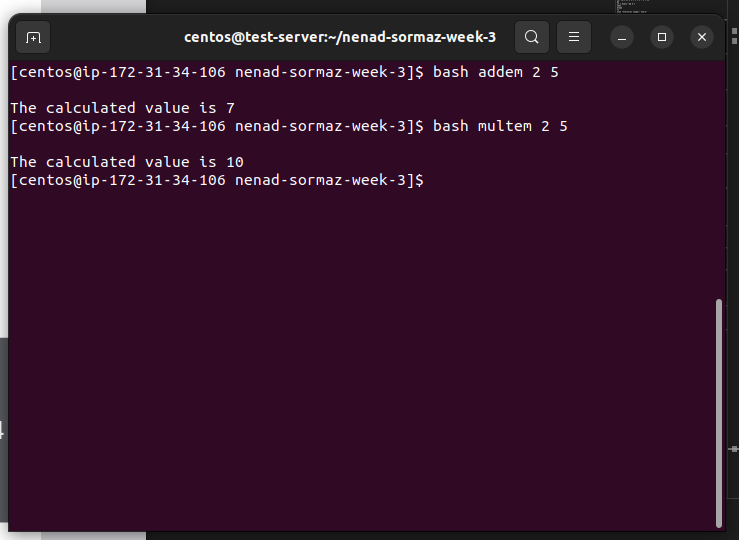 centos@test-server:~/nenad-sormaz-week-3
[centos@ip-172-31-34-106 nenad-sormaz-week-3]$ bash addem 2 5
The calculated value is 7
[centos@ip-172-31-34-106 nenad-sormaz-week-3]$ bash multem 2 5
The calculated value is 10
[centos@ip-172-31-34-106 nenad-sormaz-week-3]$